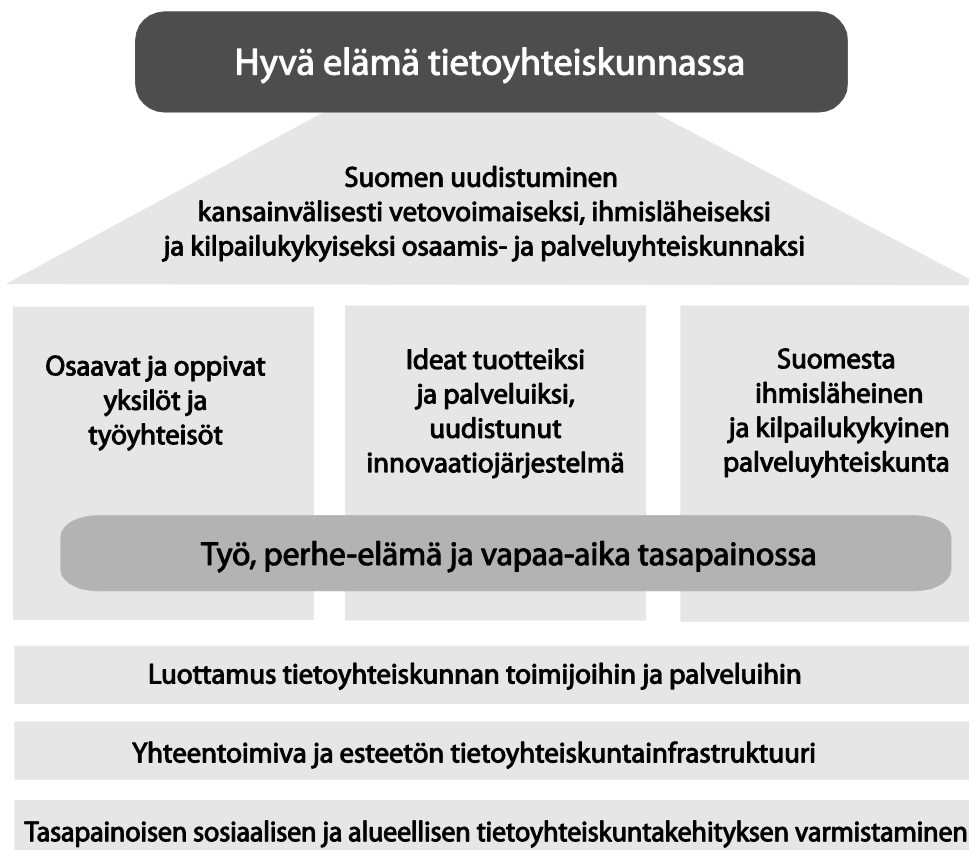 Hyvä elämä tietoyhteiskunnassa
Suomen uudistuminen
kansainvälisesti vetovoimaiseksi, ihmisläheiseksi
ja kilpailukykyiseksi osaamis- ja palveluyhteiskunnaksi
Osaavat ja oppivat
yksilöt ja
työyhteisöt
Ideat tuotteiksi
ja palveluiksi,
uudistunut
innovaatiojärjestelmä
Suomesta
ihmisläheinen
ja kilpailukykyinen
palveluyhteiskunta
Työ, perhe-elämä ja vapaa-aika tasapainossa
Luottamus tietoyhteiskunnan toimijoihin ja palveluihin
Yhteentoimiva ja esteetön tietoyhteiskuntainfrastruktuuri
Tasapainoisen sosiaalisen ja alueellisen tietoyhteiskuntakehityksen varmistaminen